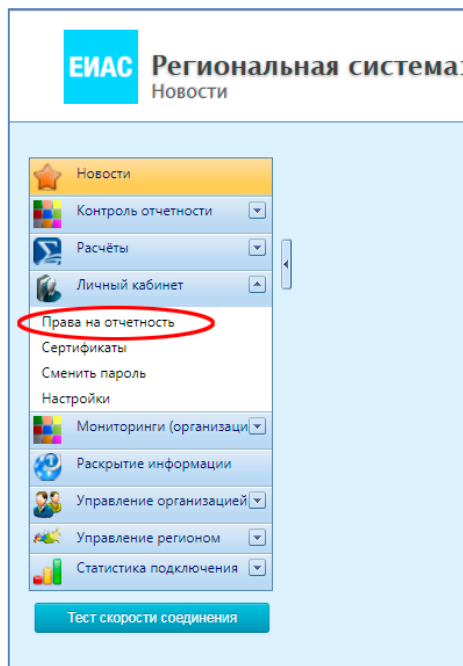 ЕИАС
Региональная система:
Новости
Новости
Контроль отчетности
Расчёты
Личный кабинет
Права на отчетность
Сертификаты
Сменить пароль
Настройки
Мониторинги (организаци
Раскрытие информации
Управление организацией
Управление регионом
Статистика подключения
Тест скорости соединения